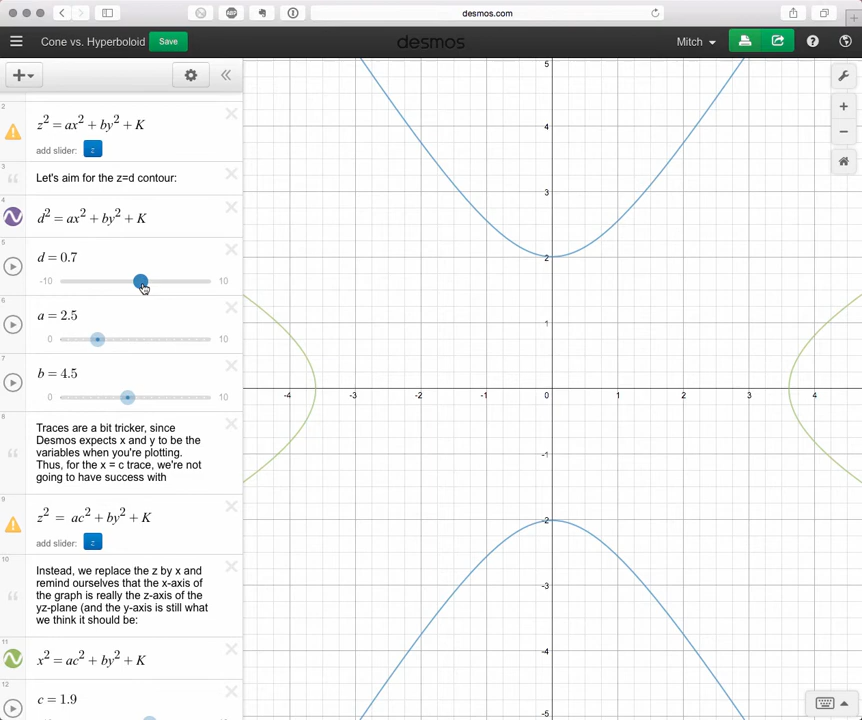 desmos.com
Cone vs. Hyperboloid
Save
desmos
Mitch
2
z² = ax² + by² + K
add slider: z
3
Let's aim for the z=d contour:
4
d² = ax² + by² + K
5
d = 0.7
-10 10
6
a = 2.5
0 10
7
b = 4.5
0 10
8
Traces are a bit tricker, since
Desmos expects x and y to be the
variables when you're plotting.
Thus, for the x = c trace, we're not
going to have success with
9
z² = ac² + by² + K
add slider: z
10
Instead, we replace the z by x and
remind ourselves that the x-axis of
the graph is really the z-axis of the
yz-plane (and the y-axis is still what
we think it should be:
11
x² = ac² + by² + K
12
c = 1.9
5
4
3
2
1
-4 -3 -2 -1 0 1 2 3 4
-1
-2
-3
-4
-5